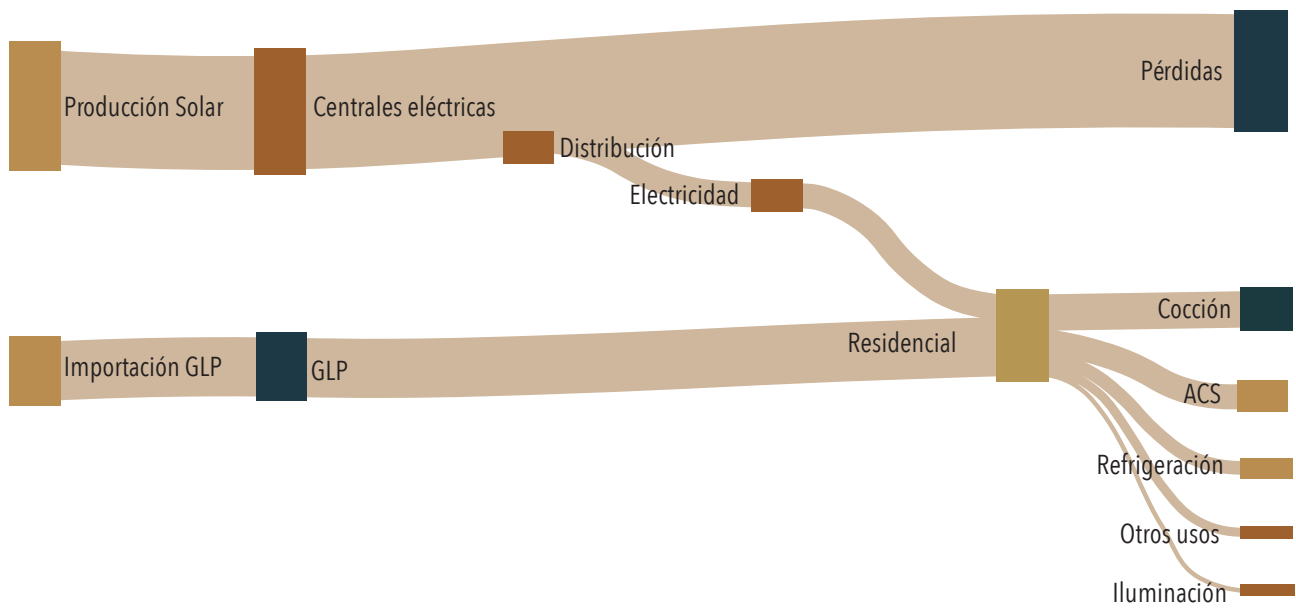 Pérdidas
Producción Solar
Centrales eléctricas
Distribución
Electricidad
Cocción
Residencial
Importación GLP
GLP
ACS
Refrigeración
Otros usos
Iluminación